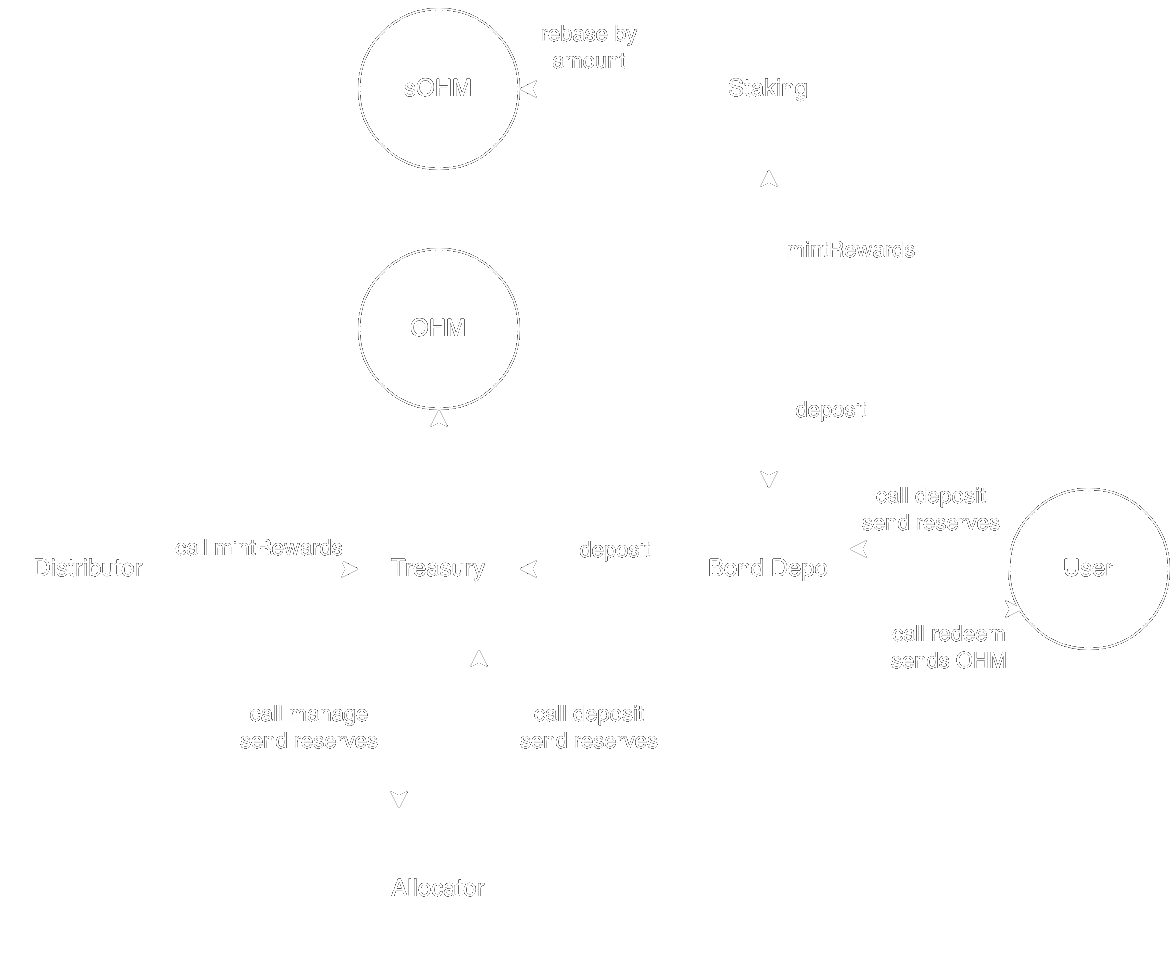 rebase by
amount
sOHM
Staking
mintRewards
OHM
deposit
call deposit
send reserves
call mintRewards
deposit
Distributor
Treasury
Bond Depo
User
call redeem
sends OHM
call manage
send reserves
call deposit
send reserves
Allocator